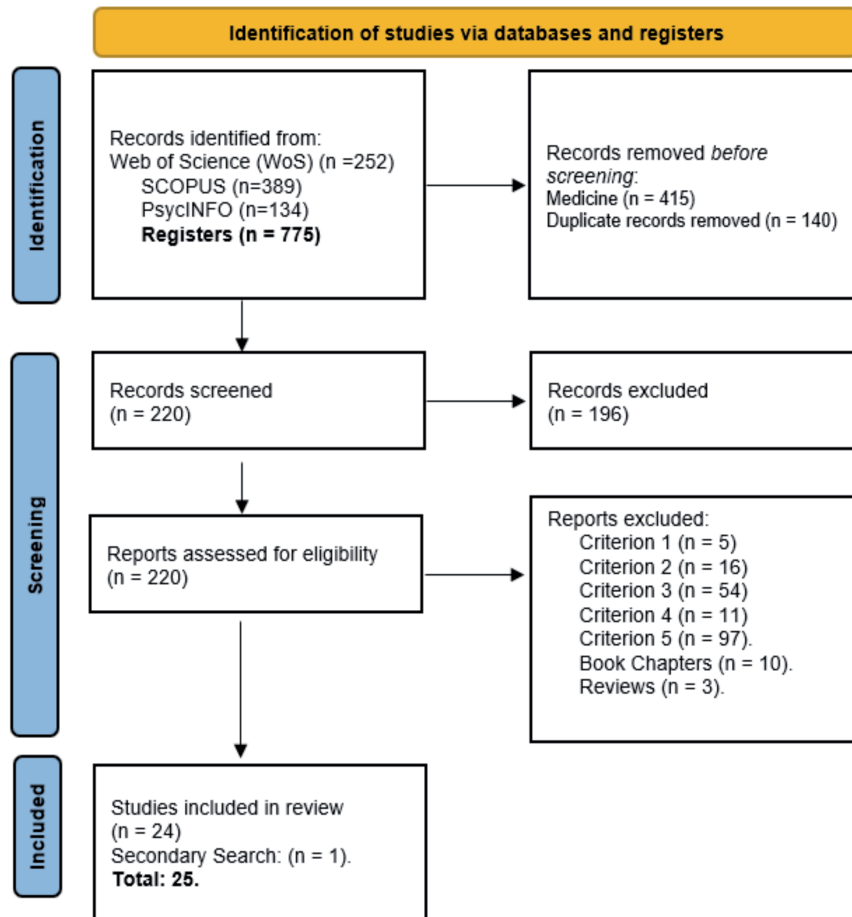 Identification of studies via databases and registers
Identification
Records identified from:
Web of Science (WoS) (n =252)
SCOPUS (n=389)
PsycINFO (n=134)
Registers (n = 775)
Records removed before
screening:
Medicine (n = 415)
Duplicate records removed (n = 140)
Screening
Records screened
(n = 220)
Records excluded
(n = 196)
Reports assessed for eligibility
(n = 220)
Reports excluded:
Criterion 1 (n = 5)
Criterion 2 (n = 16)
Criterion 3 (n = 54)
Criterion 4 (n = 11)
Criterion 5 (n = 97).
Book Chapters (n = 10).
Reviews (n = 3).
Included
Studies included in review
(n = 24)
Secondary Search: (n = 1).
Total: 25.